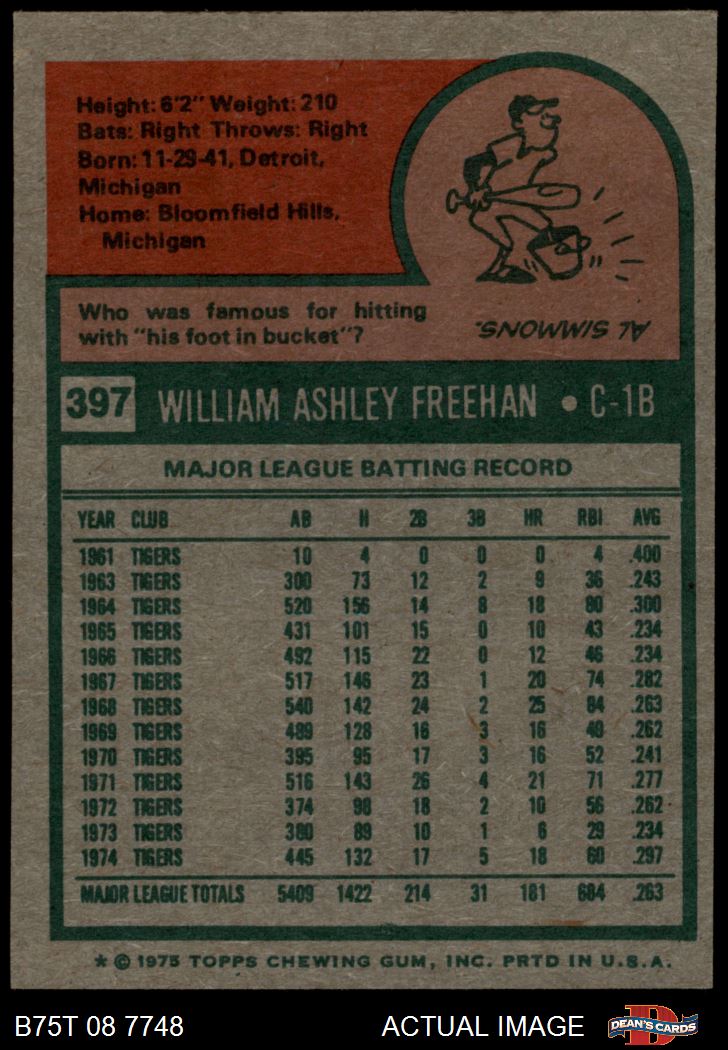 Height: 6'2" Weight: 210
Bats: Right Throws: Right
Born: 11-29-41, Detroit,
Michigan
Home: Bloomfield Hills,
Michigan
Who was famous for hitting
with "his foot in bucket"?
AL SIMMONS.
397 WILLIAM ASHLEY FREEHAN • C-1B
MAJOR LEAGUE BATTING RECORD
YEAR CLUB AB H 2B 3B HR RBI AVG
1961 TIGERS 10 4 0 0 0 4 .400
1963 TIGERS 300 73 12 2 9 36 .243
1964 TIGERS 520 156 14 8 18 80 .300
1965 TIGERS 431 101 15 0 10 43 .234
1966 TIGERS 492 115 22 0 12 46 .234
1967 TIGERS 517 146 23 1 20 74 .282
1968 TIGERS 540 142 24 2 25 84 .263
1969 TIGERS 489 128 16 3 16 49 .262
1970 TIGERS 395 95 17 3 16 52 .241
1971 TIGERS 516 143 26 4 21 71 .277
1972 TIGERS 374 98 18 2 10 56 .262
1973 TIGERS 380 89 10 1 6 29 .234
1974 TIGERS 445 132 17 5 18 60 .297
MAJOR LEAGUE TOTALS 5409 1422 214 31 181 684 .263
* © 1975 TOPPS CHEWING GUM, INC. PRTD IN U.S.A.
B75T 08 7748 ACTUAL IMAGE DEAN'S CARDS